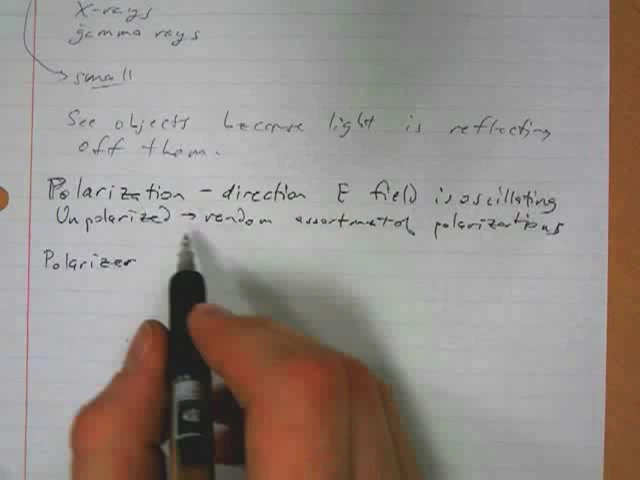 X-rays
gamma rays
small
See objects because light is reflecting
off them.
Polarization - direction E field is oscillating
Unpolarized → random assortment of polarizations
Polarizer